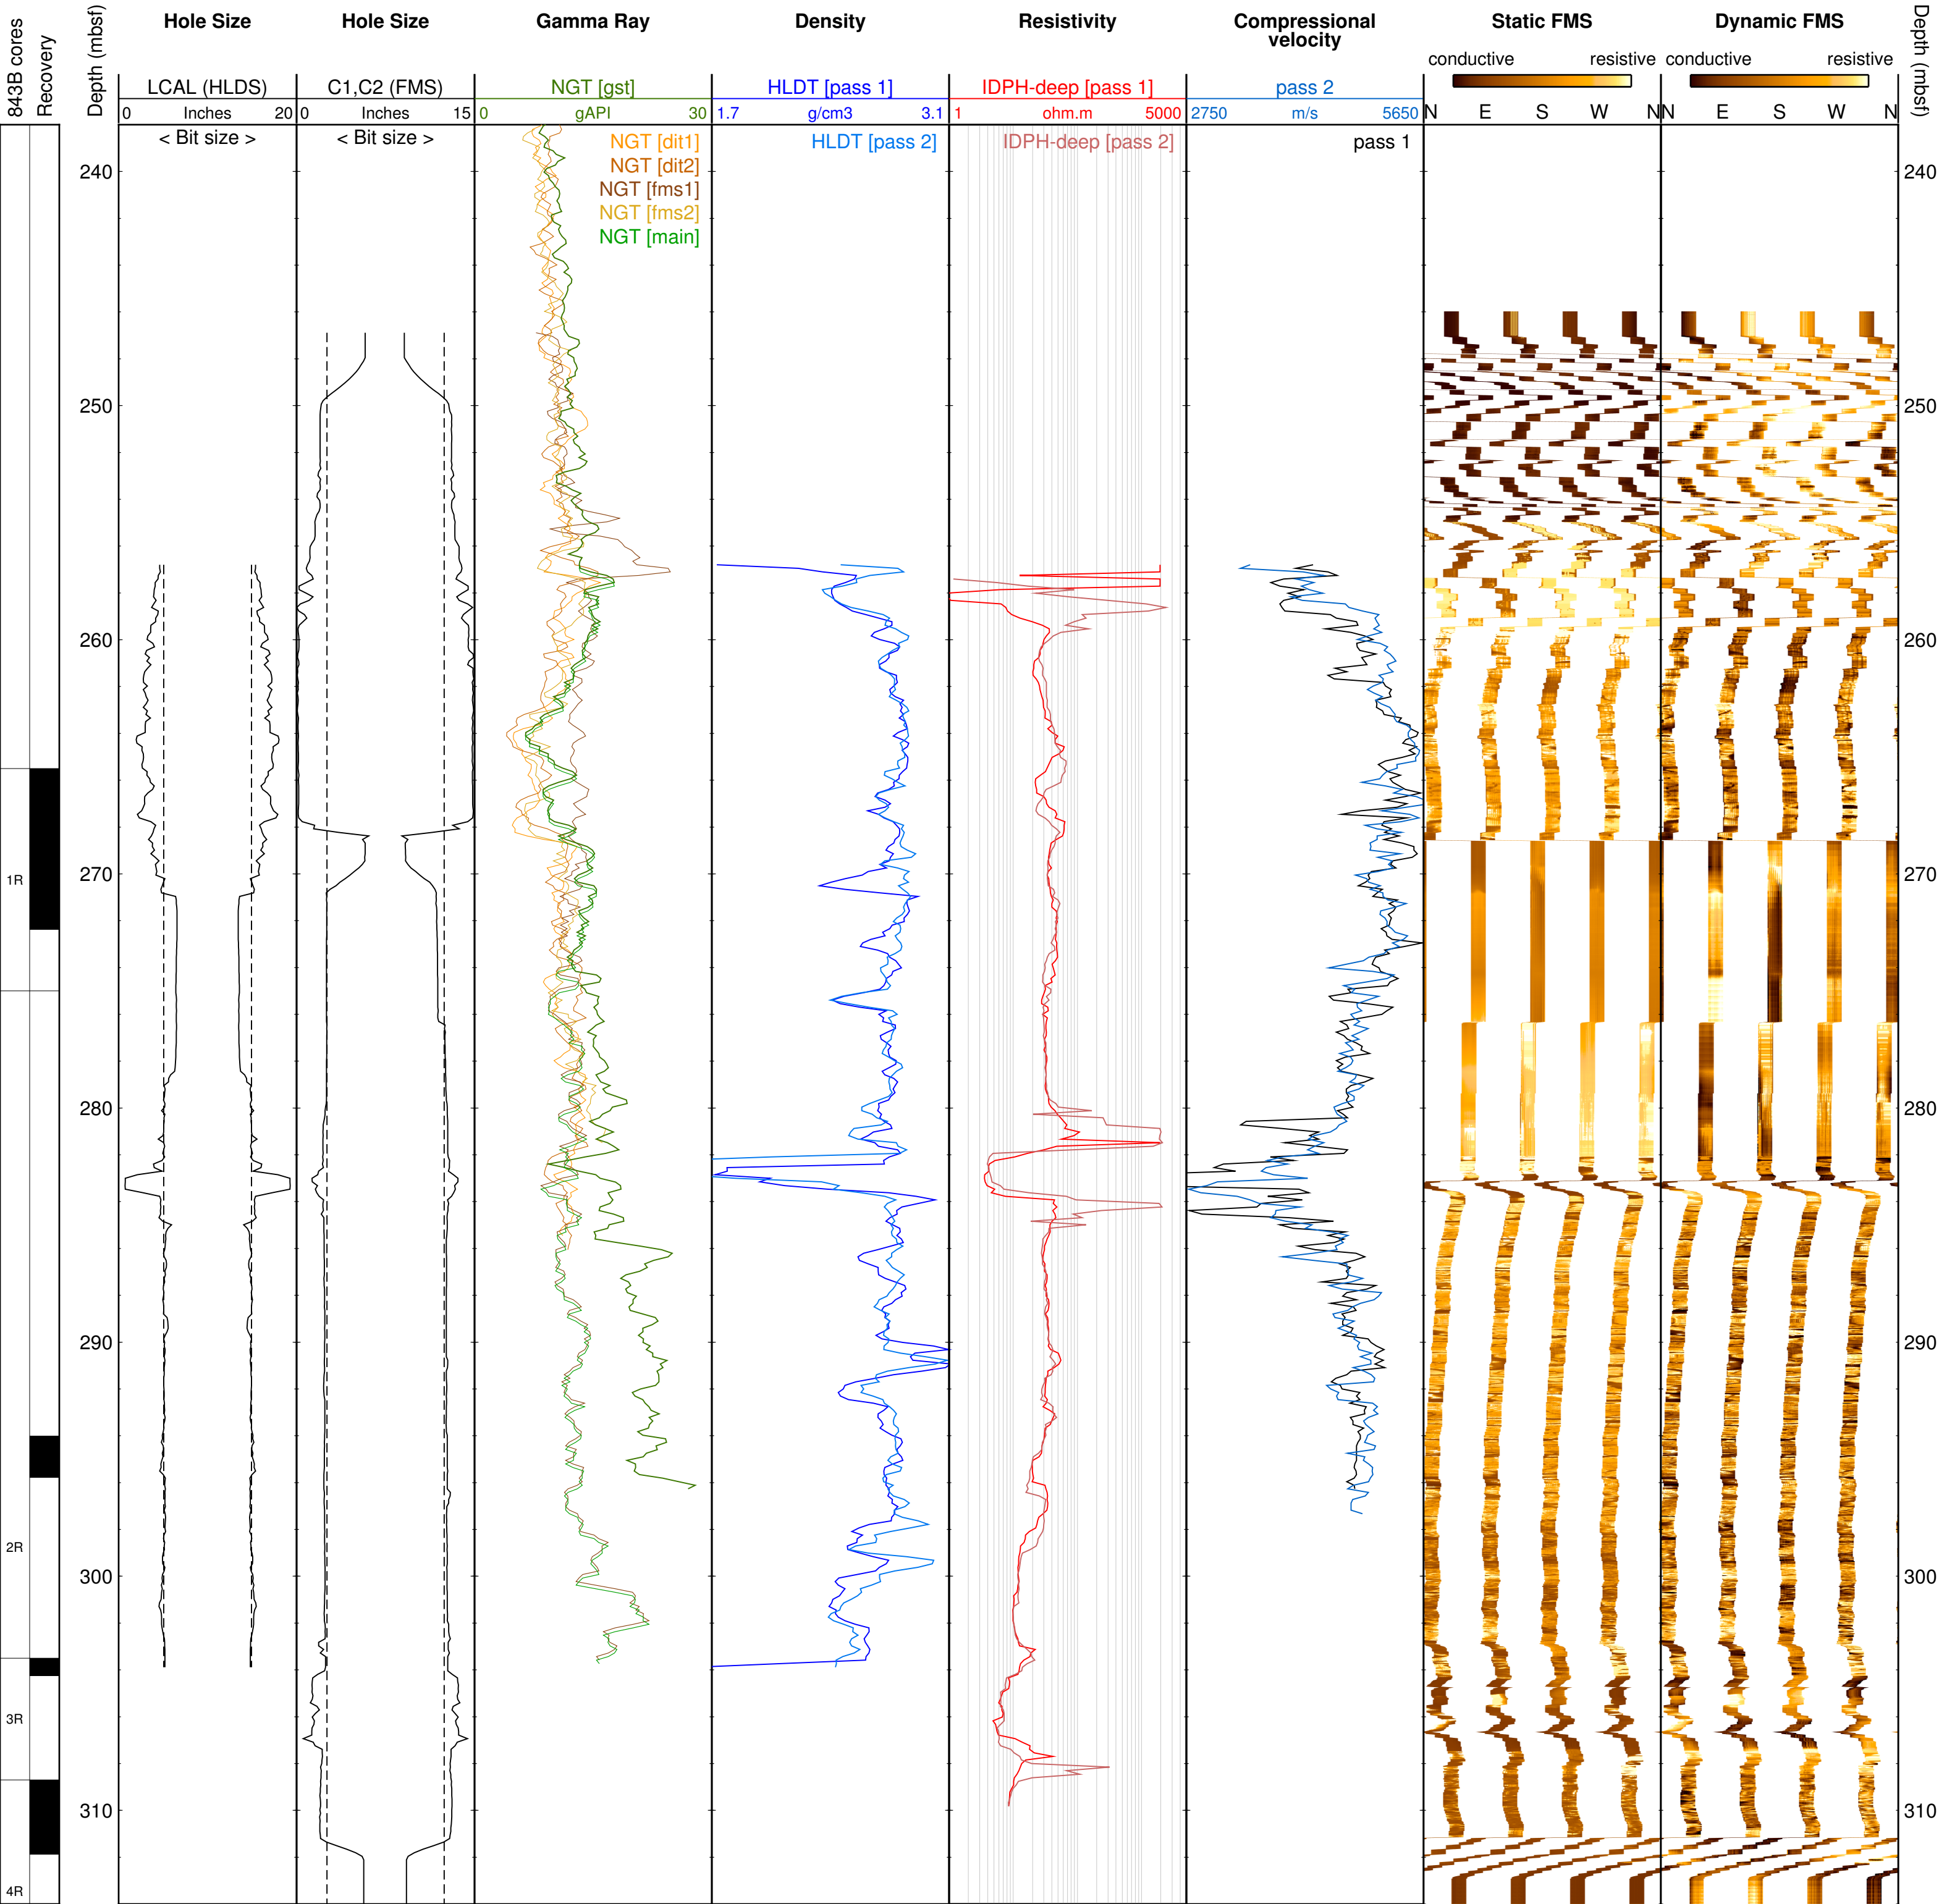 843B cores
Recovery
Depth (mbsf)
Hole Size
Hole Size
Gamma Ray
Density
Resistivity
Compressional
velocity
Static FMS
Dynamic FMS
Depth (mbsf)
conductive resistive
conductive resistive
LCAL (HLDS)
C1,C2 (FMS)
NGT [gst]
HLDT [pass 1]
IDPH-deep [pass 1]
pass 2
0 Inches 20
0 Inches 15
0 gAPI 30
1.7 g/cm3 3.1
1 ohm.m 5000
2750 m/s 5650
N E S W N
N E S W N
< Bit size >
< Bit size >
NGT [dit1]
NGT [dit2]
NGT [fms1]
NGT [fms2]
NGT [main]
HLDT [pass 2]
IDPH-deep [pass 2]
pass 1
240 240
250 250
260 260
1R
270 270
280 280
290 290
2R
300 300
3R
310 310
4R